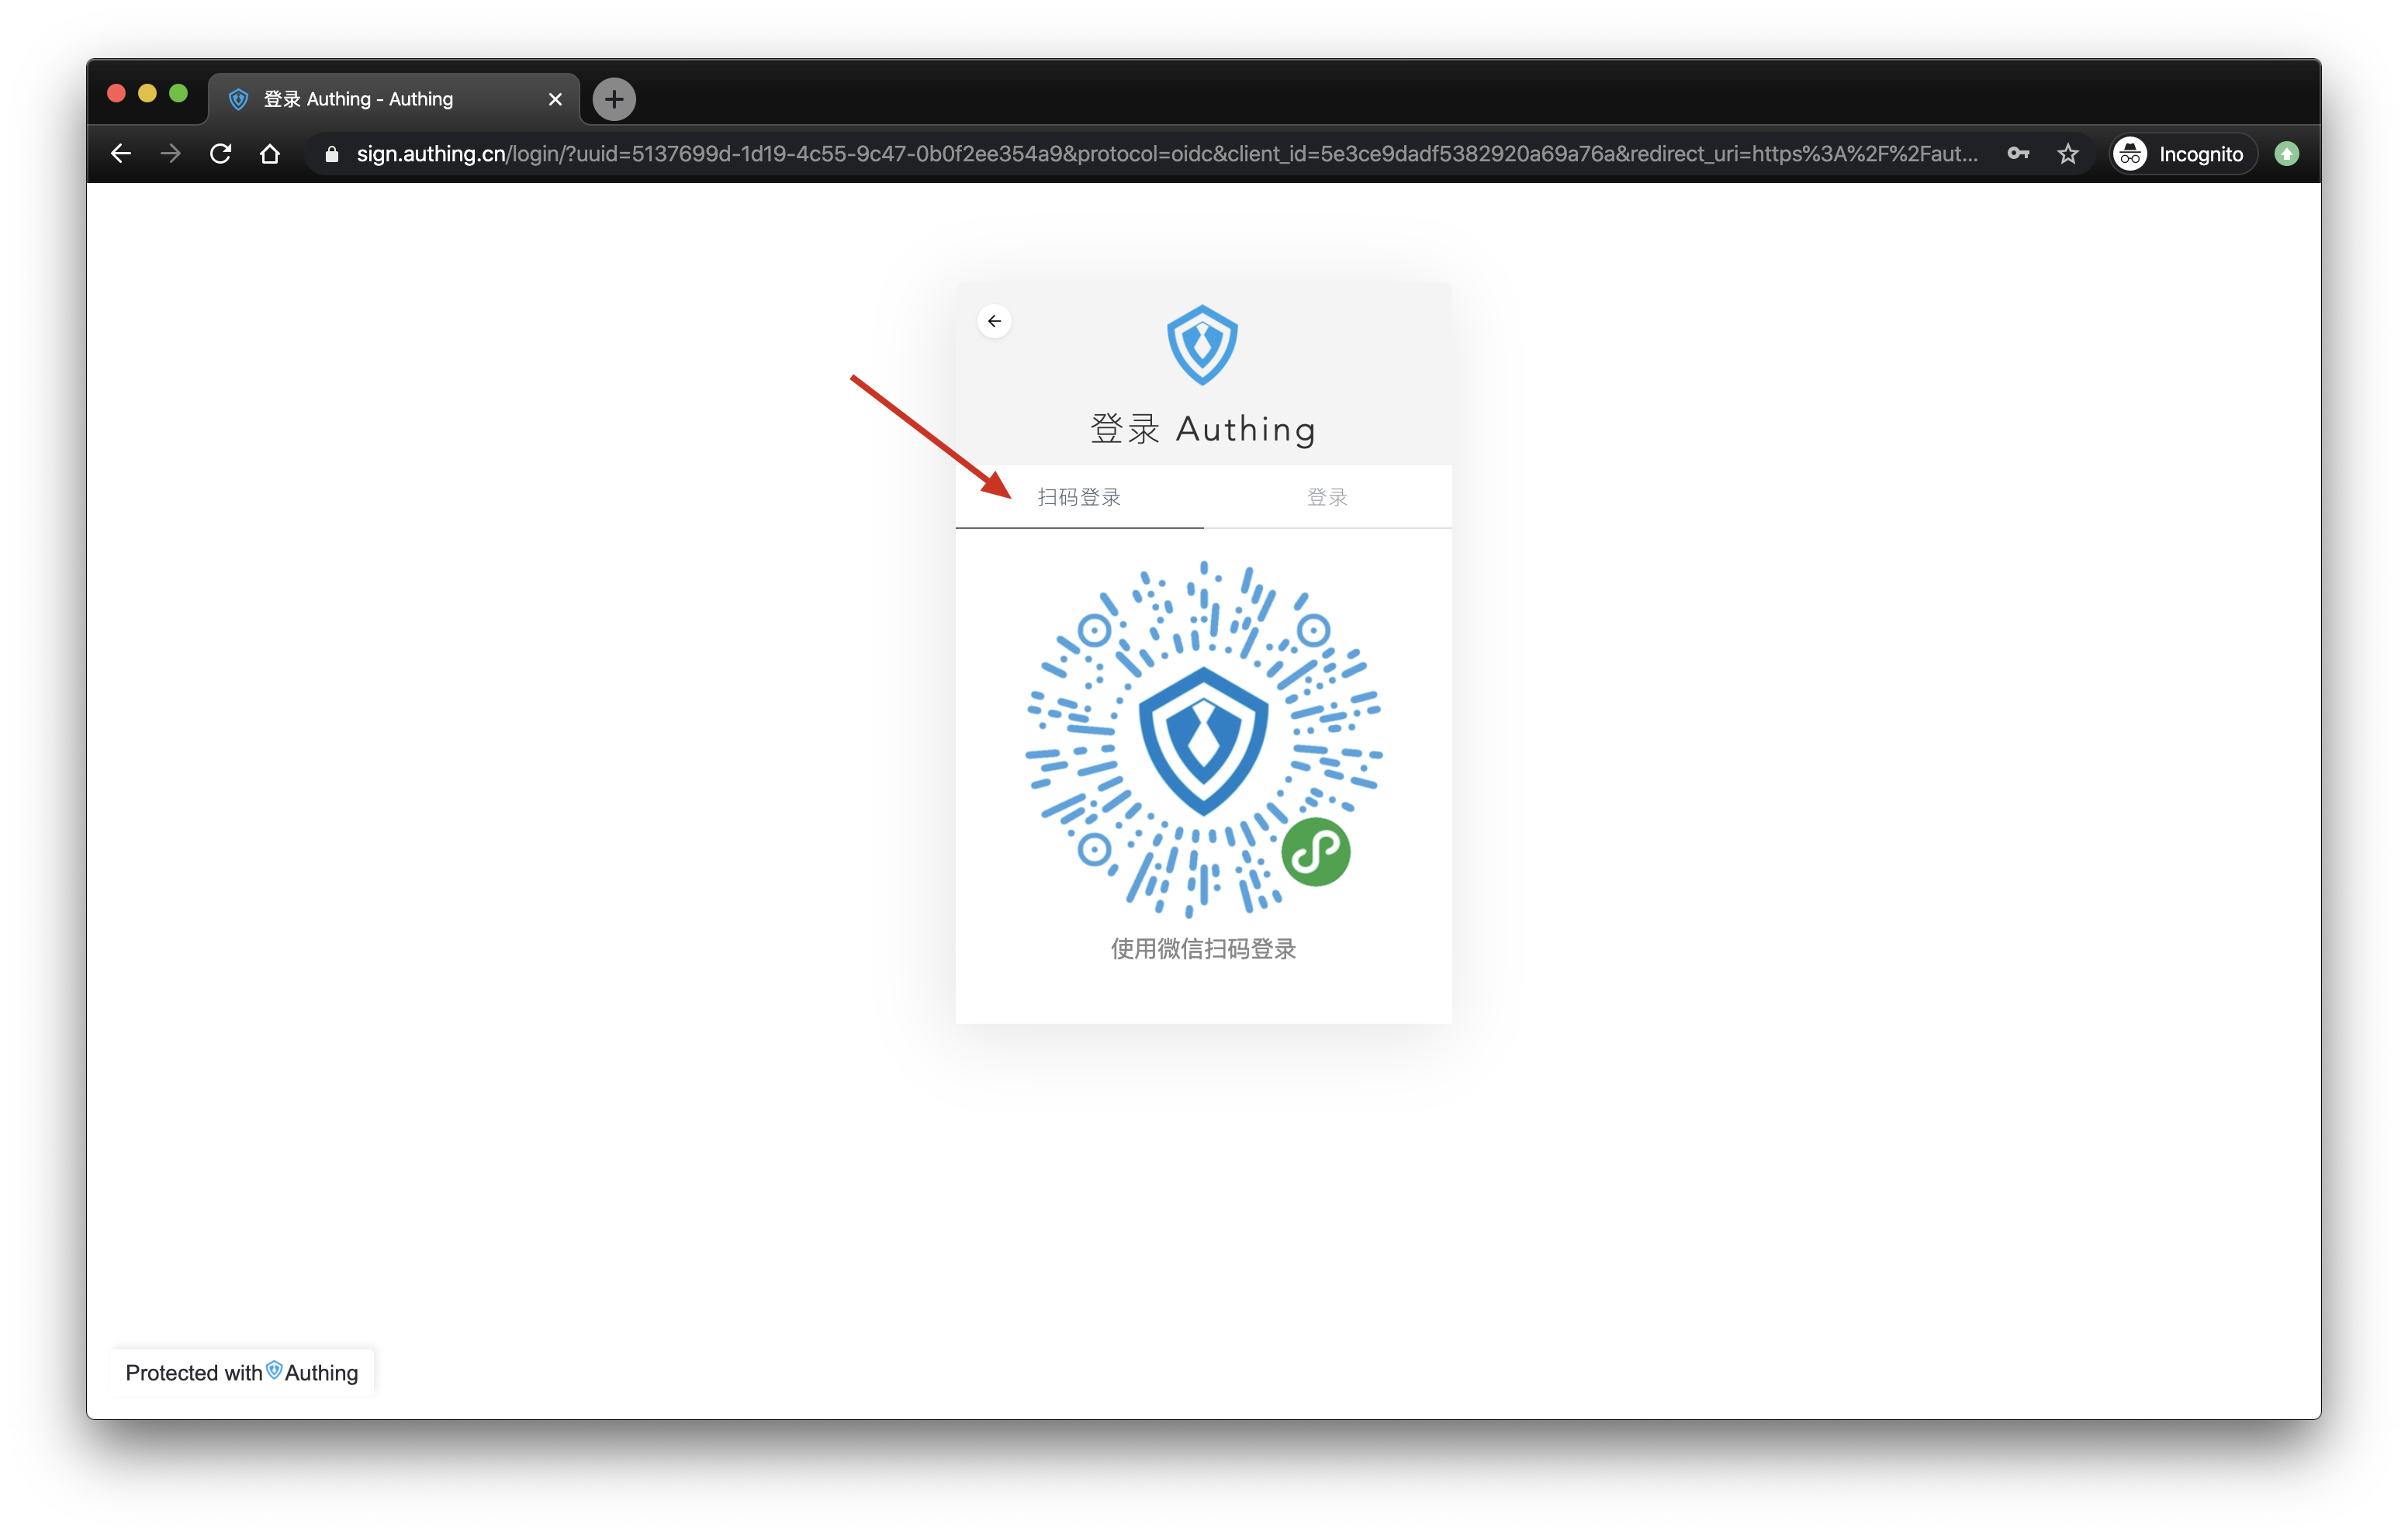 登录 Authing - Authing
sign.authing.cn/login/?uuid=5137699d-1d19-4c55-9c47-0b0f2ee354a9&protocol=oidc&client_id=5e3ce9dadf5382920a69a76a&redirect_uri=https%3A%2F%2Faut...
Incognito
登录 Authing
扫码登录
登录
使用微信扫码登录
Protected with Authing